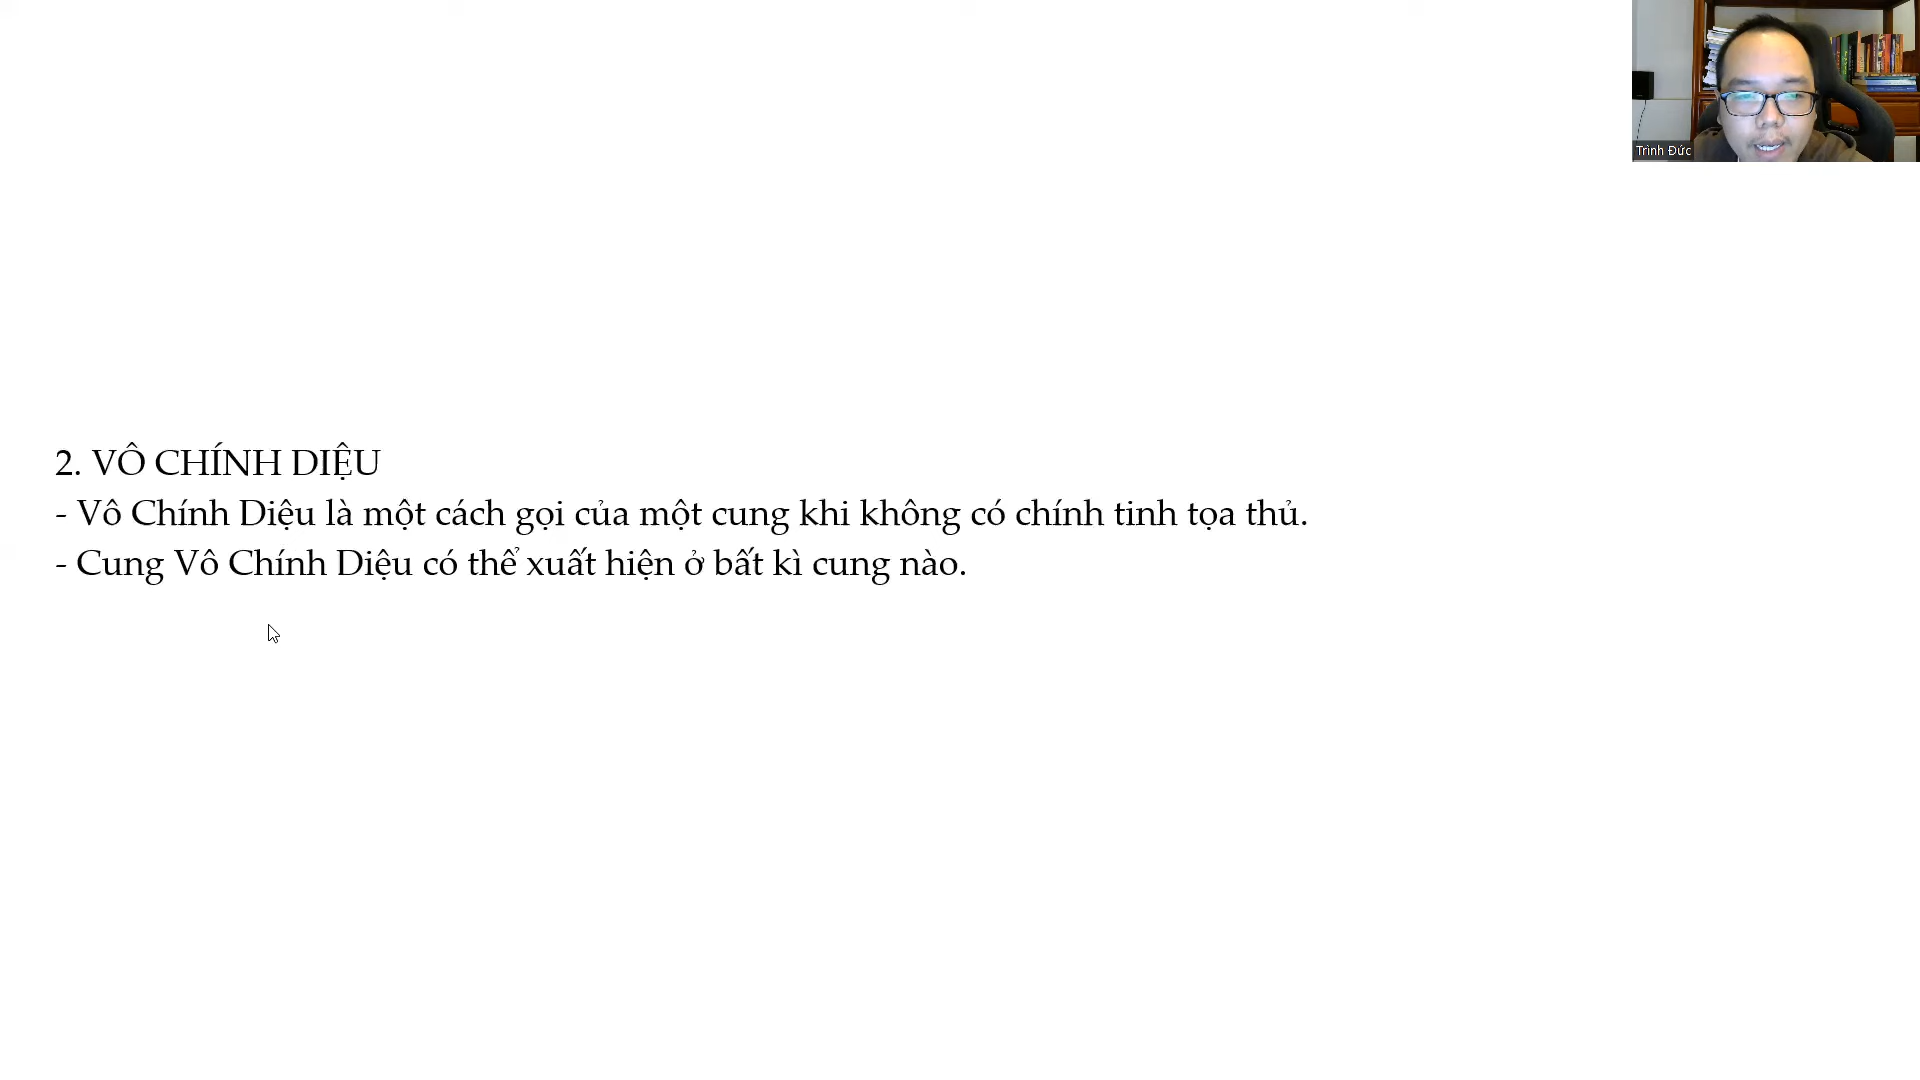 Trình Đức
2. VÔ CHÍNH DIỆU
- Vô Chính Diệu là một cách gọi của một cung khi không có chính tinh tọa thủ.
- Cung Vô Chính Diệu có thể xuất hiện ở bất kì cung nào.